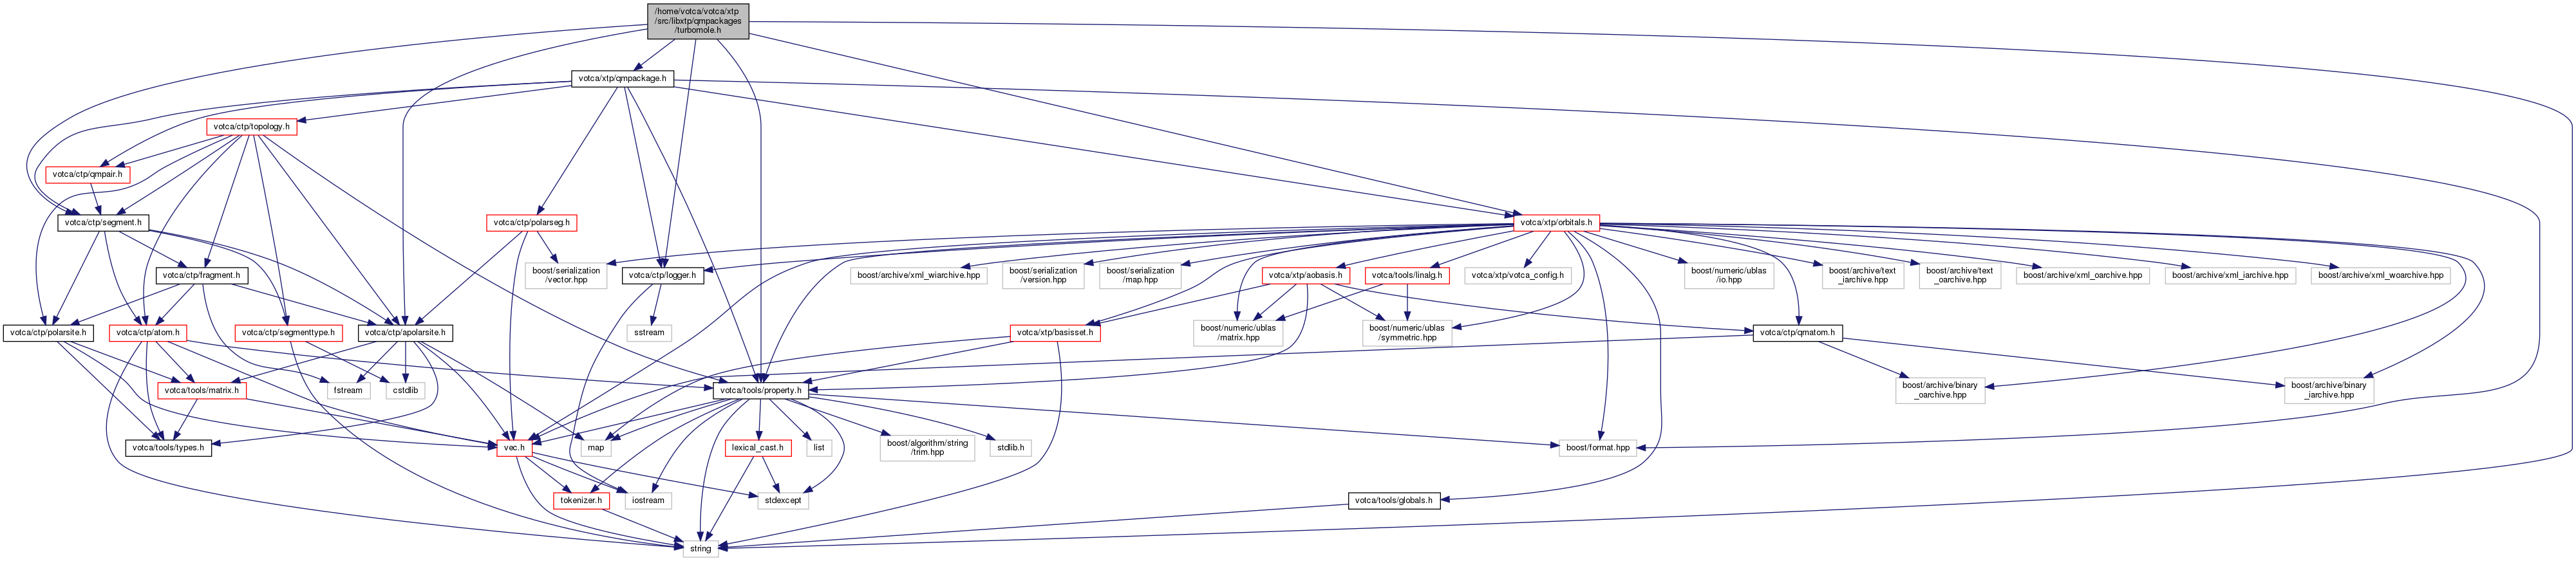 /home/votca/votca/xtp
/src/libxtp/qmpackages
/turbomole.h
votca/xtp/qmpackage.h
votca/ctp/topology.h
votca/ctp/qmpair.h
votca/ctp/segment.h
votca/ctp/polarseg.h
votca/xtp/orbitals.h
votca/ctp/fragment.h
boost/serialization
/vector.hpp
votca/ctp/logger.h
boost/archive/xml_wiarchive.hpp
boost/serialization
/version.hpp
boost/serialization
/map.hpp
votca/xtp/aobasis.h
votca/tools/linalg.h
votca/xtp/votca_config.h
boost/numeric/ublas
/io.hpp
boost/archive/text
_iarchive.hpp
boost/archive/text
_oarchive.hpp
boost/archive/xml_oarchive.hpp
boost/archive/xml_iarchive.hpp
boost/archive/xml_woarchive.hpp
votca/ctp/polarsite.h
votca/ctp/atom.h
votca/ctp/segmenttype.h
votca/ctp/apolarsite.h
sstream
votca/xtp/basisset.h
boost/numeric/ublas
/matrix.hpp
boost/numeric/ublas
/symmetric.hpp
votca/ctp/qmatom.h
votca/tools/matrix.h
fstream
cstdlib
votca/tools/property.h
boost/archive/binary
_oarchive.hpp
boost/archive/binary
_iarchive.hpp
votca/tools/types.h
vec.h
map
lexical_cast.h
list
boost/algorithm/string
/trim.hpp
stdlib.h
boost/format.hpp
tokenizer.h
iostream
stdexcept
votca/tools/globals.h
string